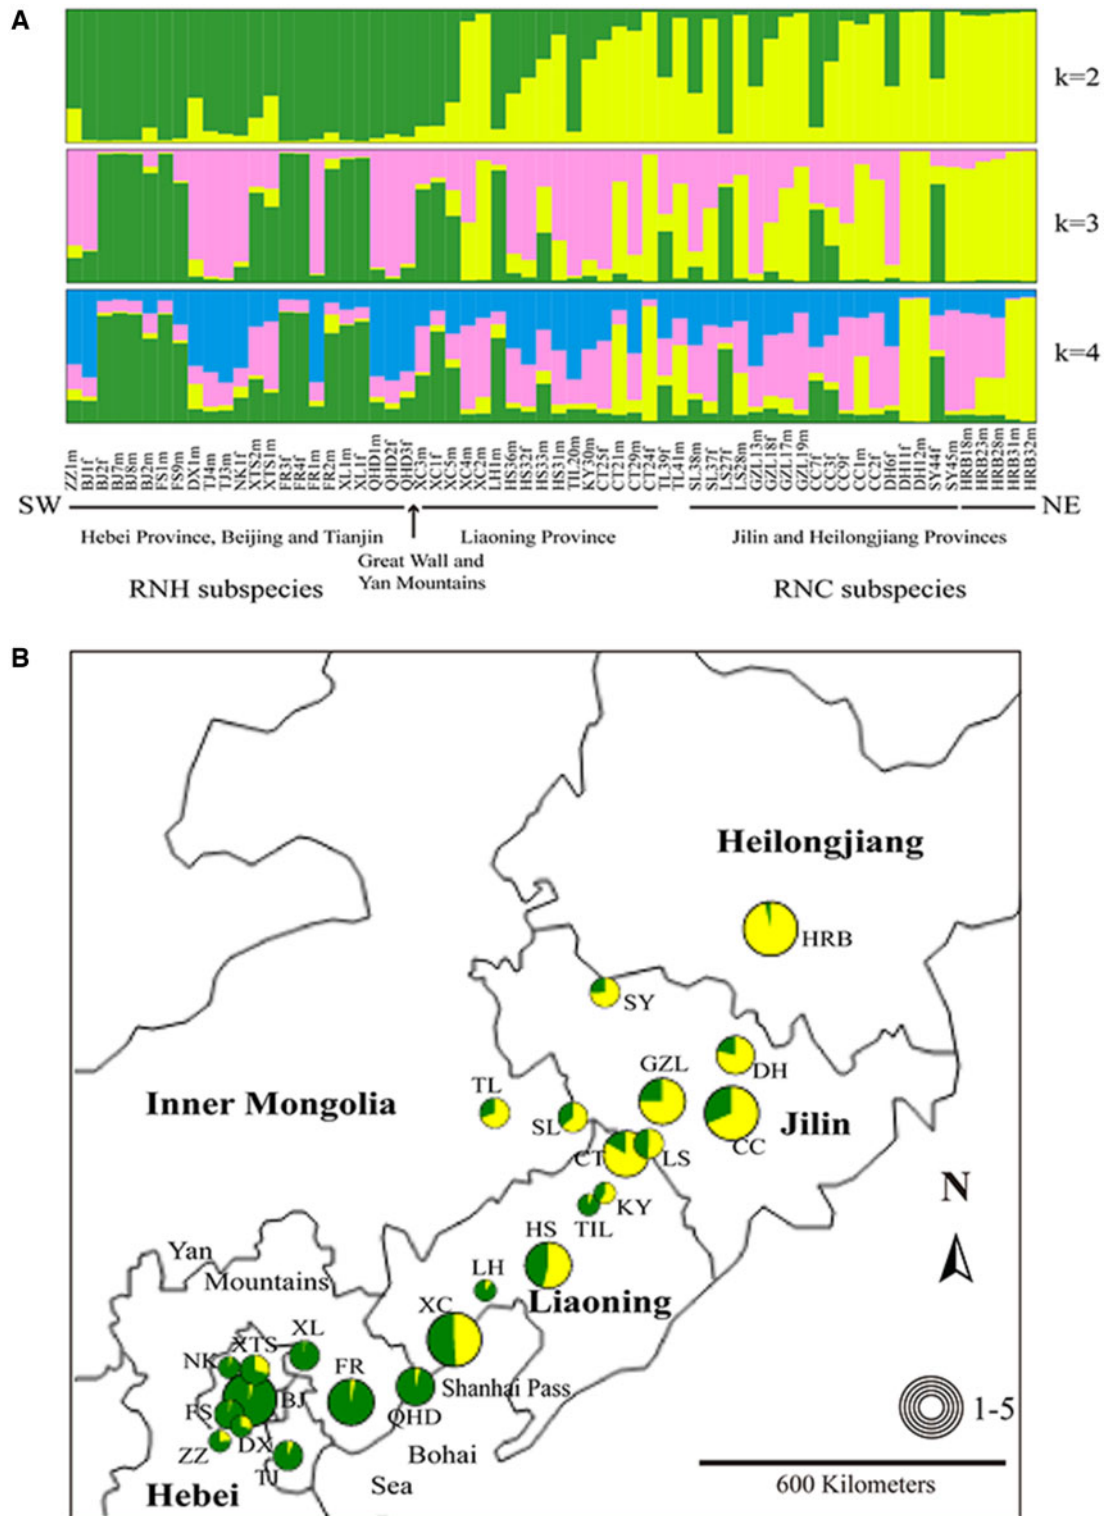 A
k=2
k=3
k=4
ZZ1m BJ1f BJ2f BJ7m BJ8m BJ2m FS1m FS9m DX1m TJ4m TJ3m NK1f XTS2m XTS1m FR3f FR4f FR1m FR2m XL1m XL1f QHD1m QHD2f QHD3f XC3m XC1f XC5m XC4m XC2m LH1m HS36m HS32f HS33m HS31m TIL20m KY30m CT25f CT21m CT29m CT24f TL39f TL41m SL38m SL37f LS27f LS28m GZL13m GZL18f GZL17m GZL19m CC7f CC3f CC9f CC1m CC2f DH6f DH11f DH12m SY44f SY45m HRB18m HRB23m HRB28m HRB31m HRB32m
SW NE
Hebei Province, Beijing and Tianjin Liaoning Province Jilin and Heilongjiang Provinces
Great Wall and
Yan Mountains
RNH subspecies RNC subspecies
B
Heilongjiang
HRB
SY
GZL DH
TL
Inner Mongolia
SL Jilin
CT LS CC
N
KY
TIL
HS
Yan
LH
Mountains
Liaoning
XC
XL
XTS
NK FR
Shanhai Pass
BJ
FS QHD 1-5
DX
ZZ Bohai
TJ
Sea
Hebei
600 Kilometers